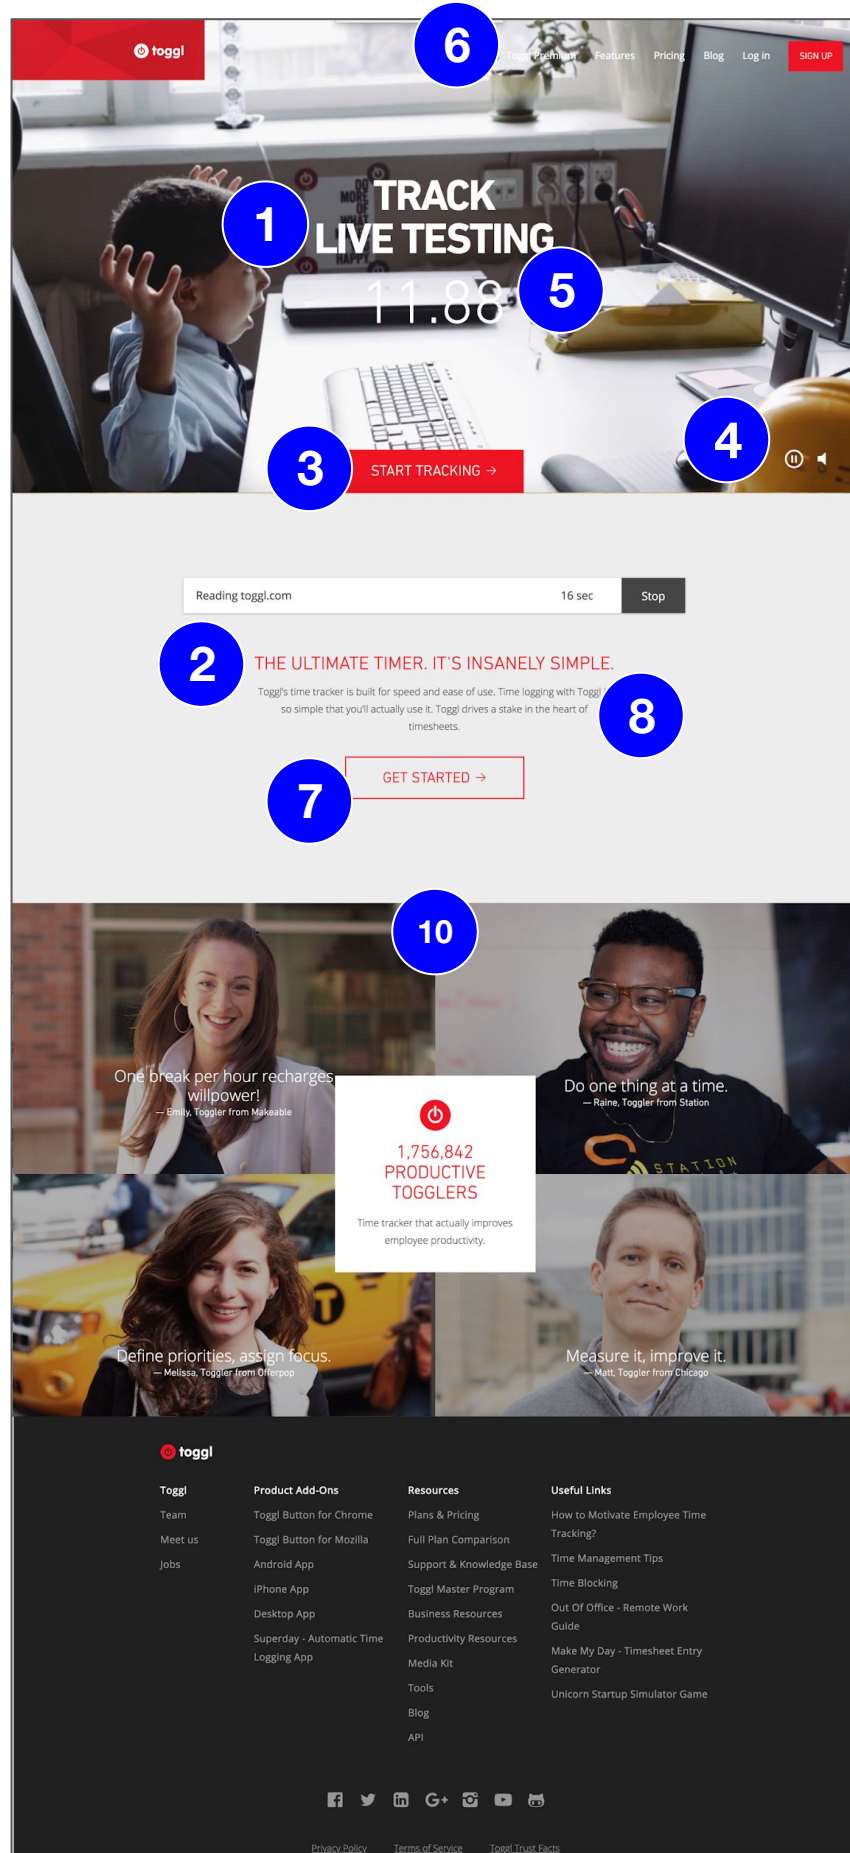 6
toggl
Toggl Premium Features Pricing Blog Log in SIGN UP
DO
MORE
OF
WHAT
HAPPY.
1
TRACK
LIVE TESTING
11.88
5
4
3
START TRACKING →
Reading toggl.com 16 sec Stop
2
THE ULTIMATE TIMER. IT'S INSANELY SIMPLE.
Toggl's time tracker is built for speed and ease of use. Time logging with Toggl
so simple that you'll actually use it. Toggl drives a stake in the heart of
timesheets.
8
7
GET STARTED →
10
One break per hour recharges
willpower!
— Emily, Toggler from Makeable
Do one thing at a time.
— Raine, Toggler from Station
STATION
1,756,842
PRODUCTIVE
TOGGLERS
Time tracker that actually improves
employee productivity.
T
Define priorities, assign focus.
— Melissa, Toggler from Offerpop
Measure it, improve it.
— Matt, Toggler from Chicago
toggl
Toggl
Team
Meet us
Jobs
Product Add-Ons
Toggl Button for Chrome
Toggl Button for Mozilla
Android App
iPhone App
Desktop App
Superday - Automatic Time
Logging App
Resources
Plans & Pricing
Full Plan Comparison
Support & Knowledge Base
Toggl Master Program
Business Resources
Productivity Resources
Media Kit
Tools
Blog
API
Useful Links
How to Motivate Employee Time
Tracking?
Time Management Tips
Time Blocking
Out Of Office - Remote Work
Guide
Make My Day - Timesheet Entry
Generator
Unicorn Startup Simulator Game
Privacy Policy Terms of Service Toggl Trust Facts